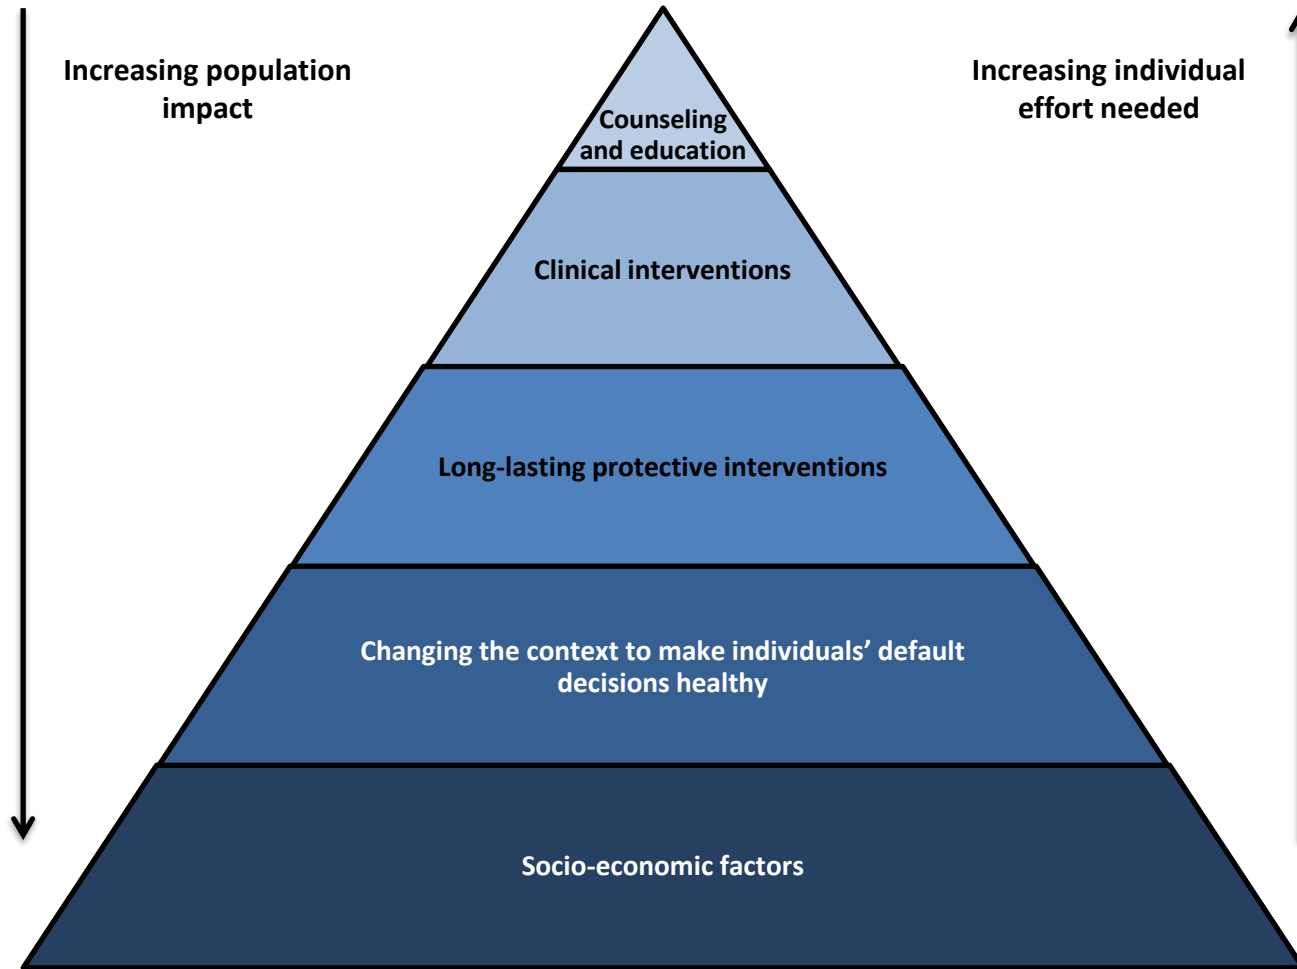 Increasing population
impact
Increasing individual
effort needed
Counseling
and education
Clinical interventions
Long-lasting protective interventions
Changing the context to make individuals’ default
decisions healthy
Socio-economic factors